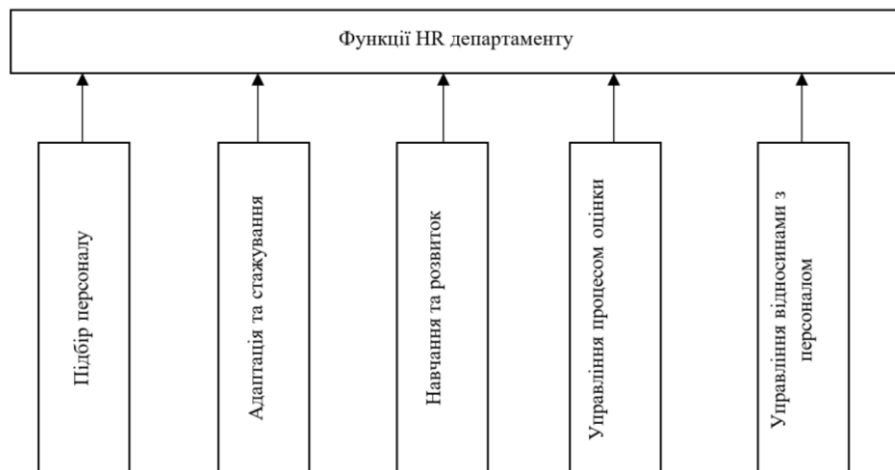 Функції HR департаменту
Підбір персоналу
Адаптація та стажування
Навчання та розвиток
Управління процесом оцінки
Управління відносинами з
персоналом